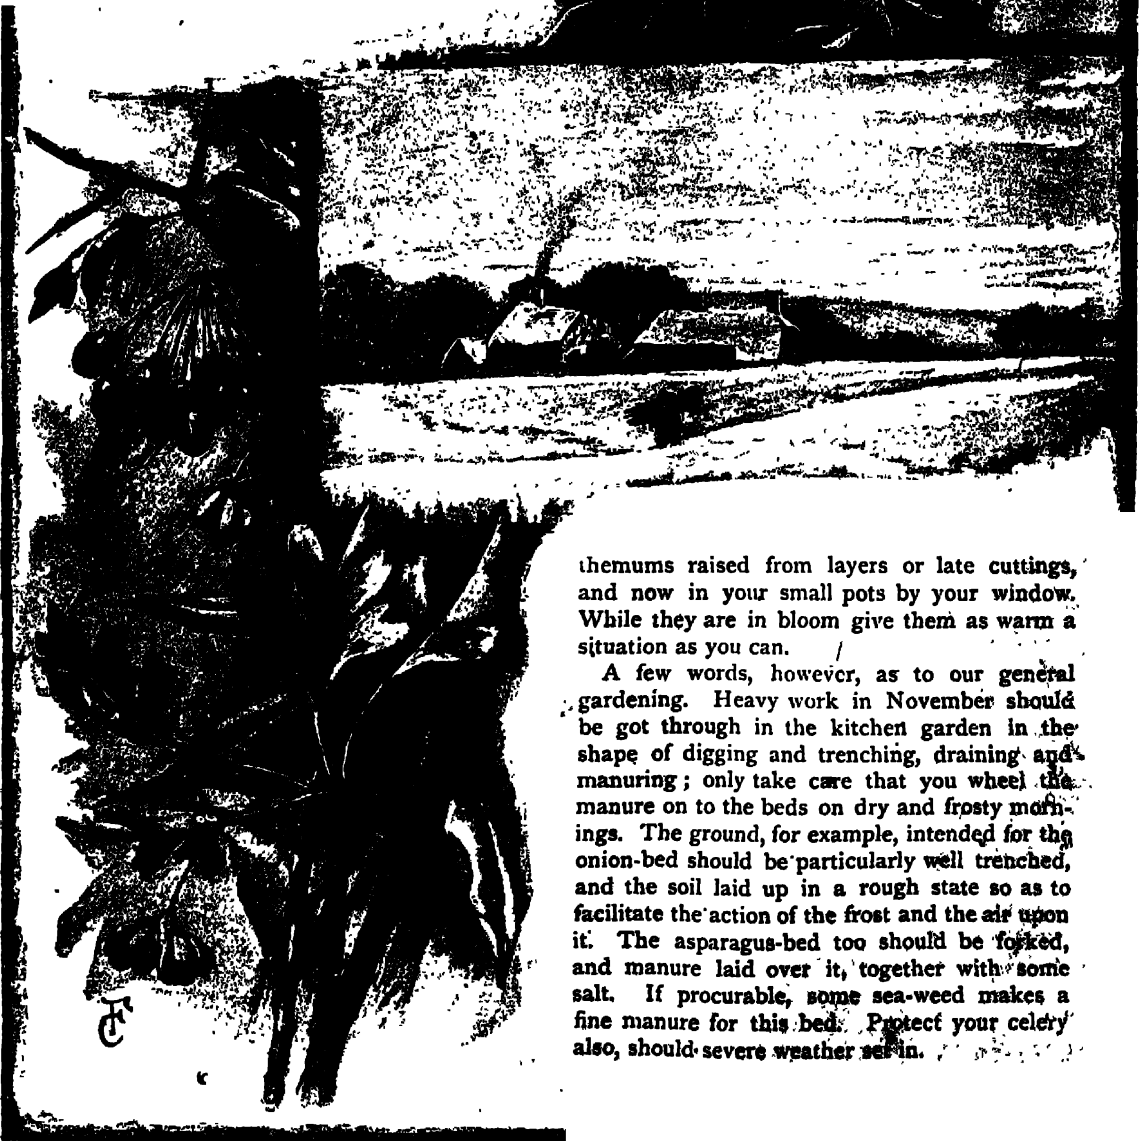 themums raised from layers or late cuttings,
and now in your small pots by your window.
While they are in bloom give them as warm a
situation as you can.
A few words, however, as to our general
gardening. Heavy work in November should
be got through in the kitchen garden in the
shape of digging and trenching, draining and
manuring; only take care that you wheel the
manure on to the beds on dry and frosty morn-
ings. The ground, for example, intended for the
onion-bed should be particularly well trenched,
and the soil laid up in a rough state so as to
facilitate the action of the frost and the air upon
it. The asparagus-bed too should be forked,
and manure laid over it, together with some
salt. If procurable, some sea-weed makes a
fine manure for this bed. Protect your celery
also, should severe weather set in.